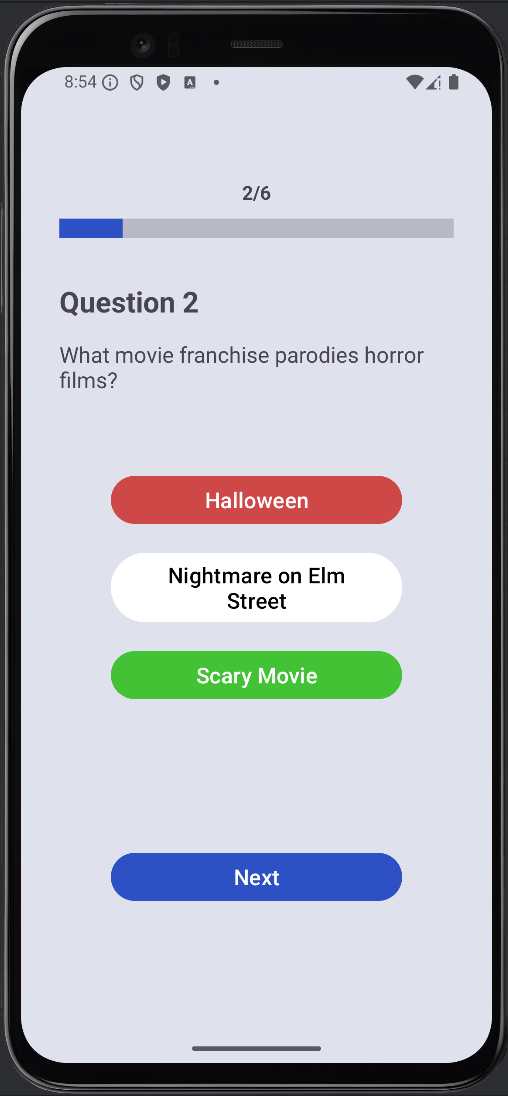 8:54
2/6
Question 2
What movie franchise parodies horror
films?
Halloween
Nightmare on Elm
Street
Scary Movie
Next